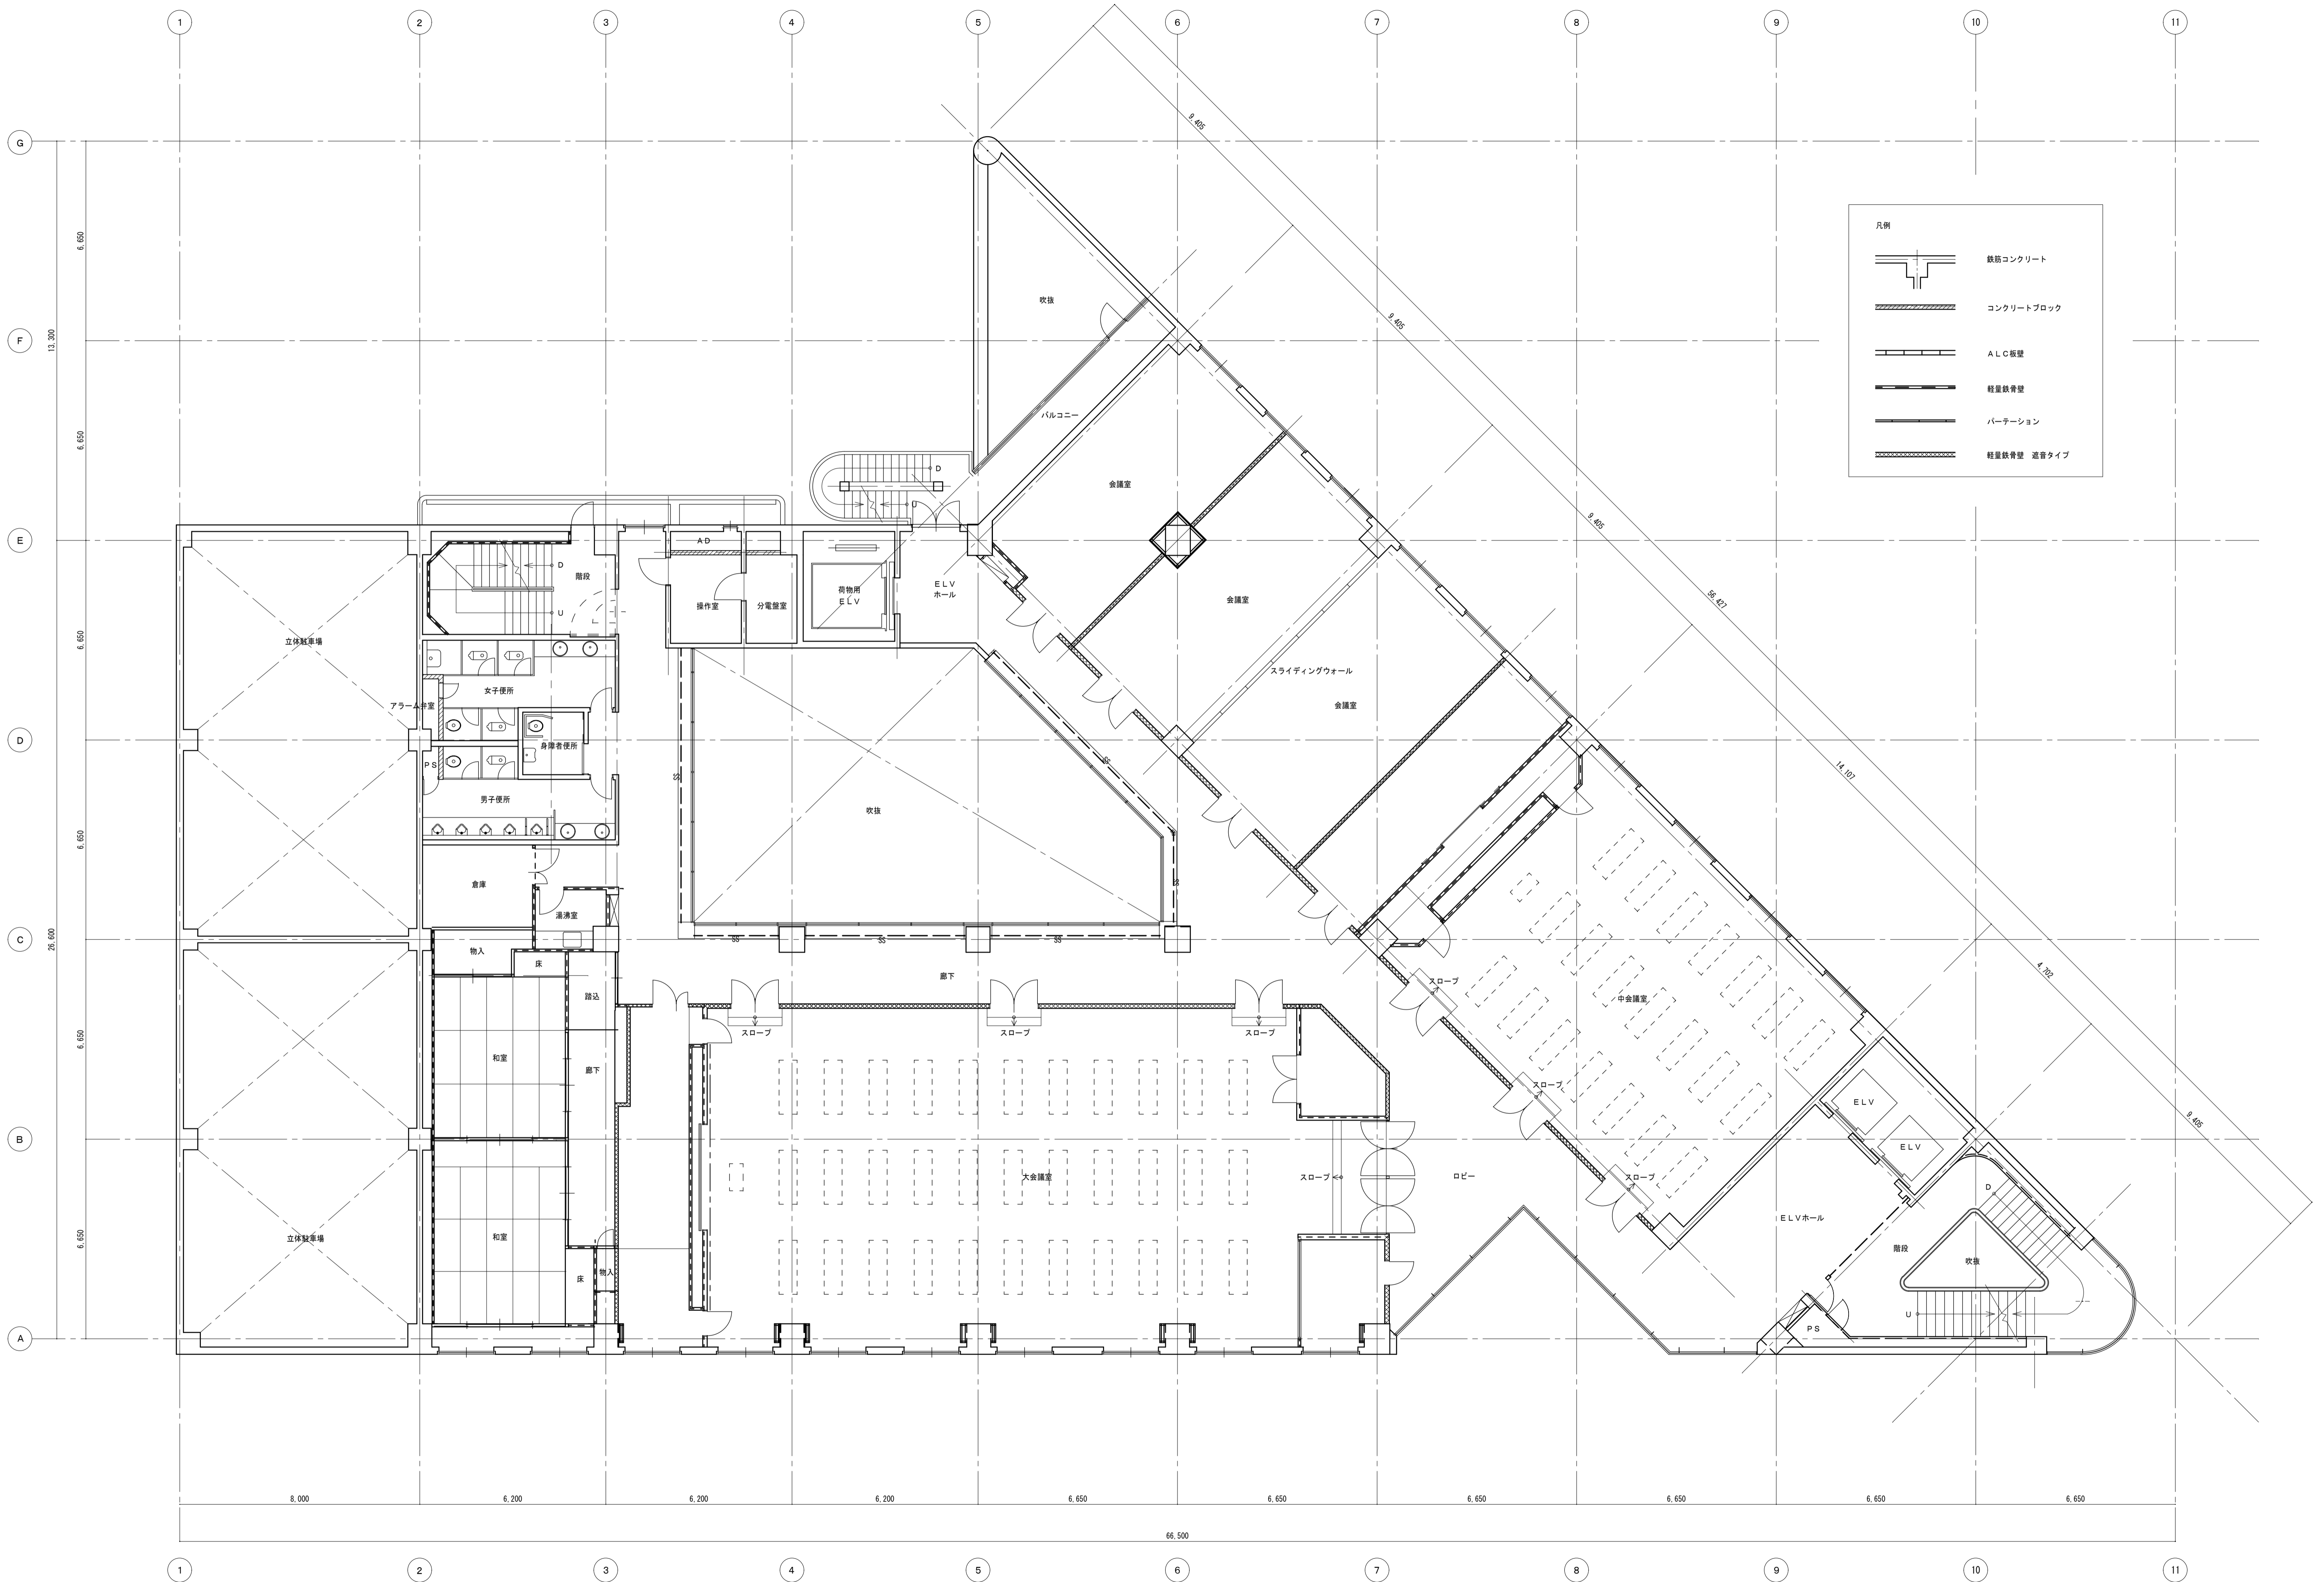 1 2 3 4 5 6 7 8 9 10 11
G
9,405
6,650
凡例
鉄筋コンクリート
吹抜
コンクリートブロック
9,405
F
13,300
ALC板壁
軽量鉄骨壁
バルコニー
パーテーション
6,650
軽量鉄骨壁 遮音タイプ
D
会議室
U
9,405
E
AD
D
階段
ELV
ホール
荷物用
ELV
操作室
分電盤室
会議室
56,427
U
立体駐車場
6,650
スライディングウォール
女子便所
アラーム弁室
会議室
D
身障者便所
PS
SS
SS
14,107
男子便所
吹抜
6,650
倉庫
SS
湯沸室
C
26,600
SS
SS
SS
物入
床
廊下
4,702
スロープ
踏込
中会議室
スロープ
スロープ
スロープ
6,650
和室
廊下
スロープ
ELV
9,405
B
ELV
大会議室
スロープ
ロビー
スロープ
D
ELVホール
6,650
和室
立体駐車場
階段
吹抜
床
物入
U
PS
A
8,000 6,200 6,200 6,200 6,650 6,650 6,650 6,650 6,650 6,650
66,500
1 2 3 4 5 6 7 8 9 10 11